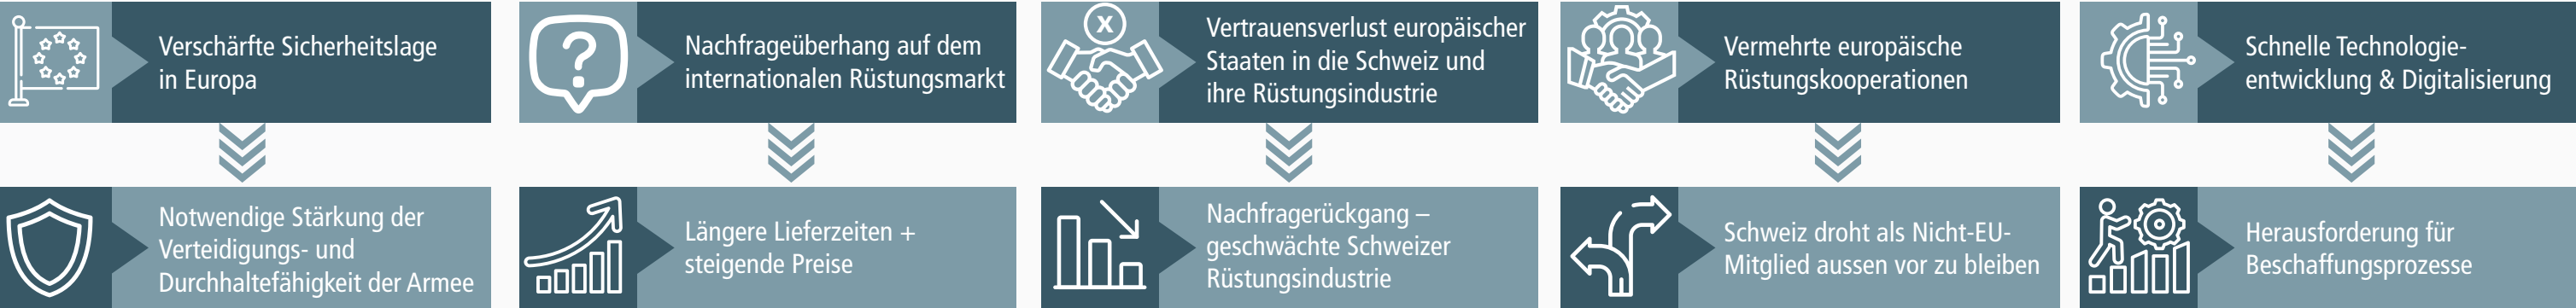 Verschärfte Sicherheitslage
in Europa
Nachfrageüberhang auf dem
internationalen Rüstungsmarkt
x
Vertrauensverlust europäischer
Staaten in die Schweiz und
ihre Rüstungsindustrie
Vermehrte europäische
Rüstungskooperationen
Schnelle Technologie-
entwicklung & Digitalisierung
Notwendige Stärkung der
Verteidigungs- und
Durchhaltefähigkeit der Armee
Längere Lieferzeiten +
steigende Preise
Nachfragerückgang –
geschwächte Schweizer
Rüstungsindustrie
Schweiz droht als Nicht-EU-
Mitglied aussen vor zu bleiben
Herausforderung für
Beschaffungsprozesse